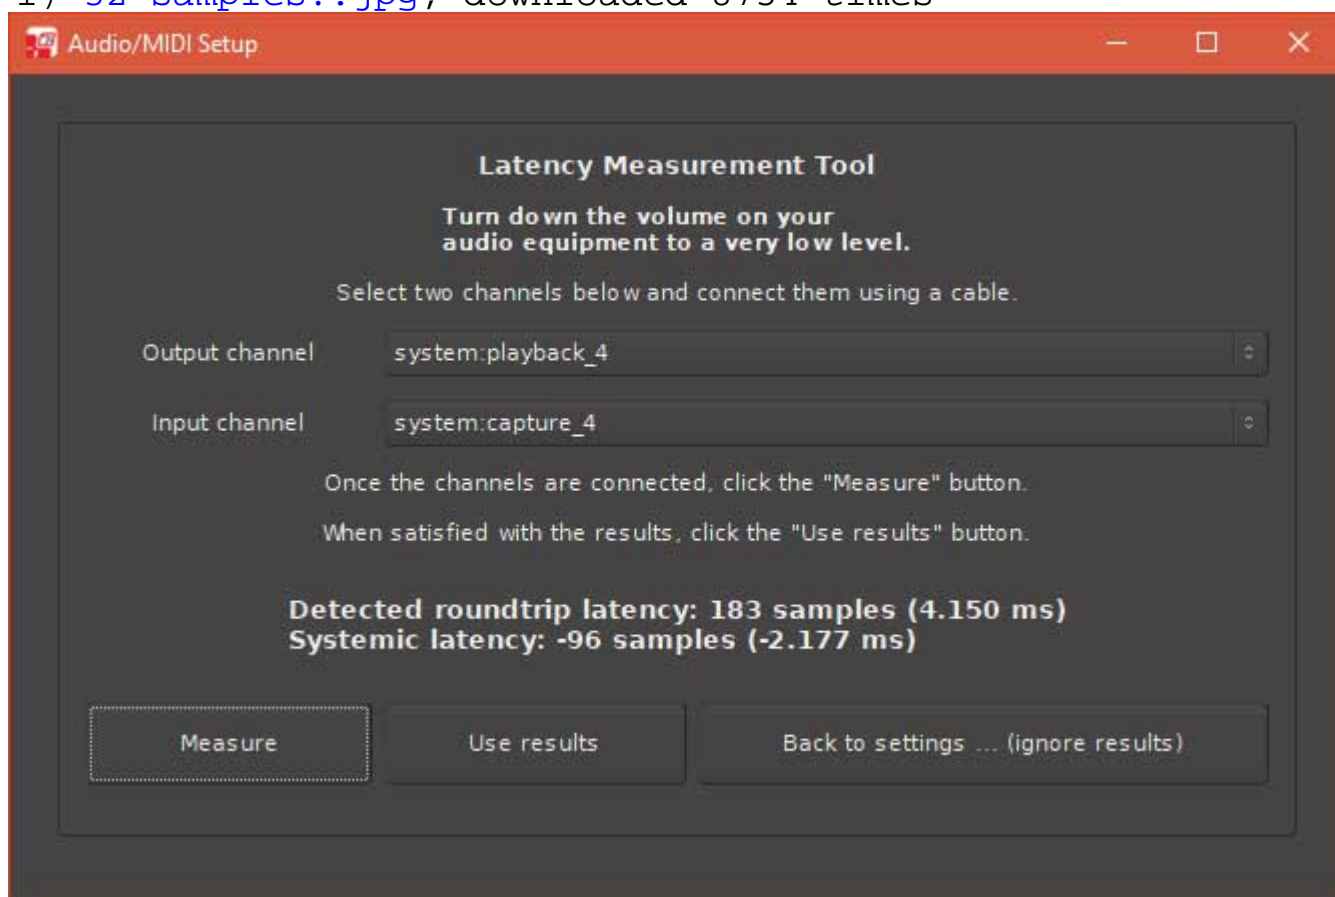 Audio/MIDI Setup
Latency Measurement Tool
Turn down the volume on your
audio equipment to a very low level.
Select two channels below and connect them using a cable.
Output channel system:playback_4
Input channel system:capture_4
Once the channels are connected, click the "Measure" button.
When satisfied with the results, click the "Use results" button.
Detected roundtrip latency: 183 samples (4.150 ms)
Systemic latency: -96 samples (-2.177 ms)
Measure Use results Back to settings ... (ignore results)